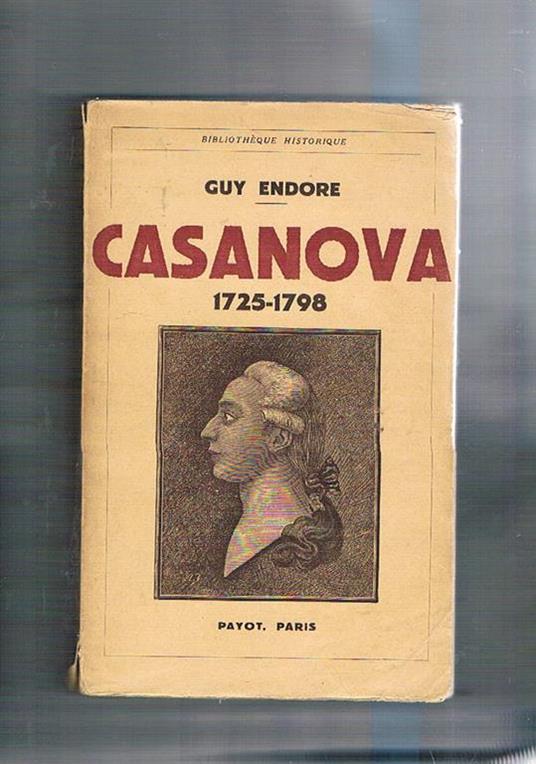 BIBLIOTHÈQUE HISTORIQUE
GUY ENDORE
CASANOVA
1725-1798
PAYOT, PARIS